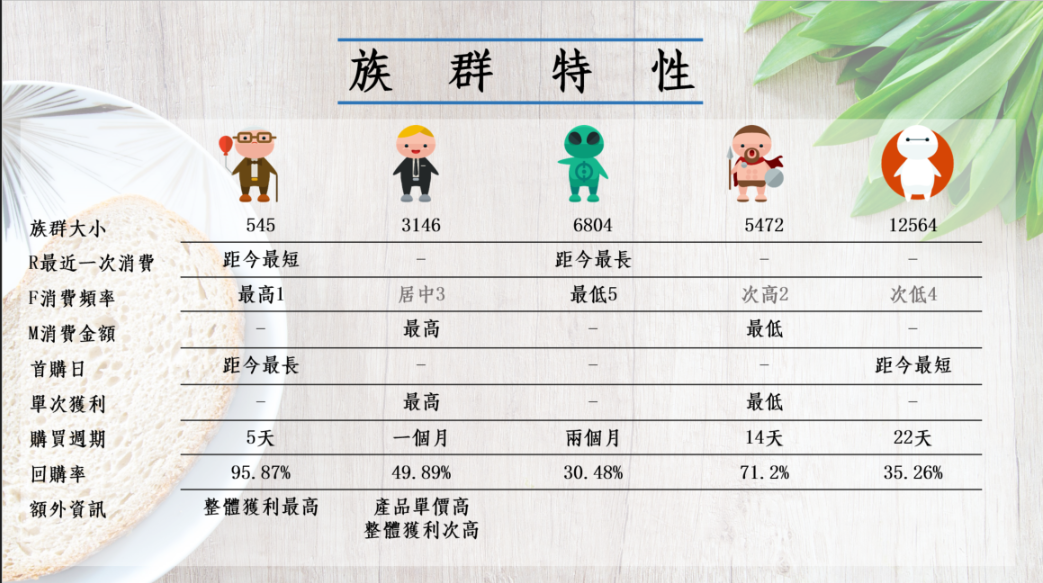 族群特性
族群大小 545 3146 6804 5472 12564
R最近一次消費 距今最短 － 距今最長 － －
F消費頻率 最高1 居中3 最低5 次高2 次低4
M消費金額 － 最高 － 最低 －
首購日 距今最長 － － － 距今最短
單次獲利 － 最高 － 最低 －
購買週期 5天 一個月 兩個月 14天 22天
回購率 95.87% 49.89% 30.48% 71.2% 35.26%
額外資訊 整體獲利最高 產品單價高
整體獲利次高